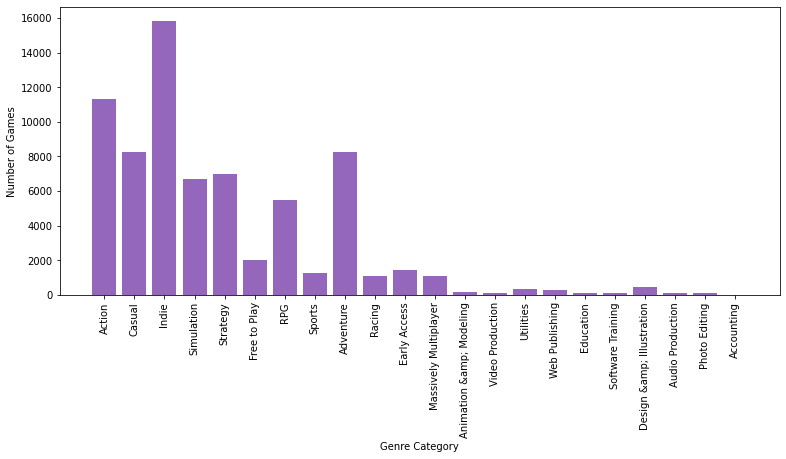 16000
14000
12000
10000
8000
6000
4000
2000
0
Number of Games
Action
Casual
Indie
Simulation
Strategy
Free to Play
RPG
Sports
Adventure
Racing
Early Access
Massively Multiplayer
Animation &amp; Modeling
Video Production
Utilities
Web Publishing
Education
Software Training
Design &amp; Illustration
Audio Production
Photo Editing
Accounting
Genre Category